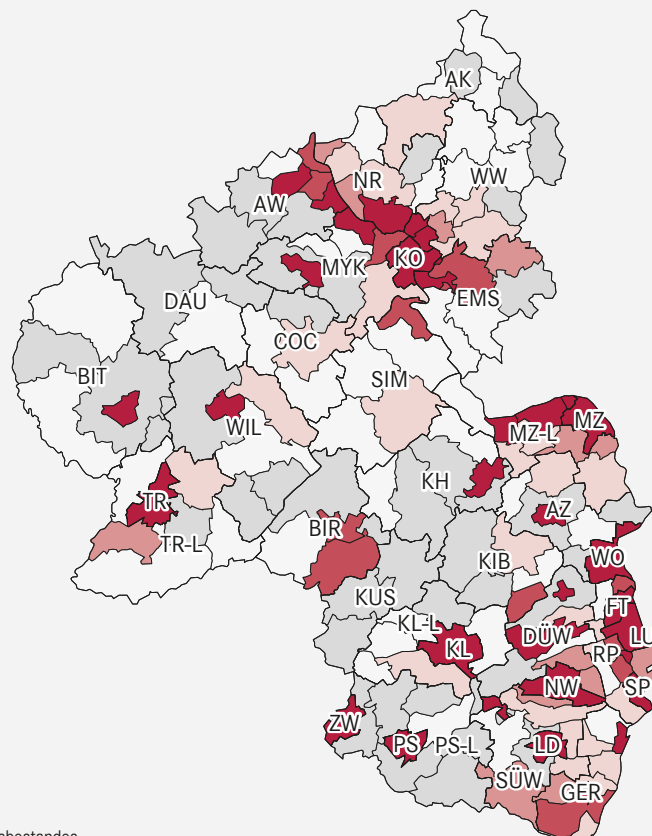 AK
NR
WW
AW
KO
MYK
EMS
DAU
COC
BIT
SIM
WIL
MZ
MZ-L
KH
TR
AZ
BIR
TR-L
KIB
WO
KUS
FT
KL-L
DÜW
LU
KL
RP
NW
SP
ZW
PS
PS-L
LD
SÜW
GER